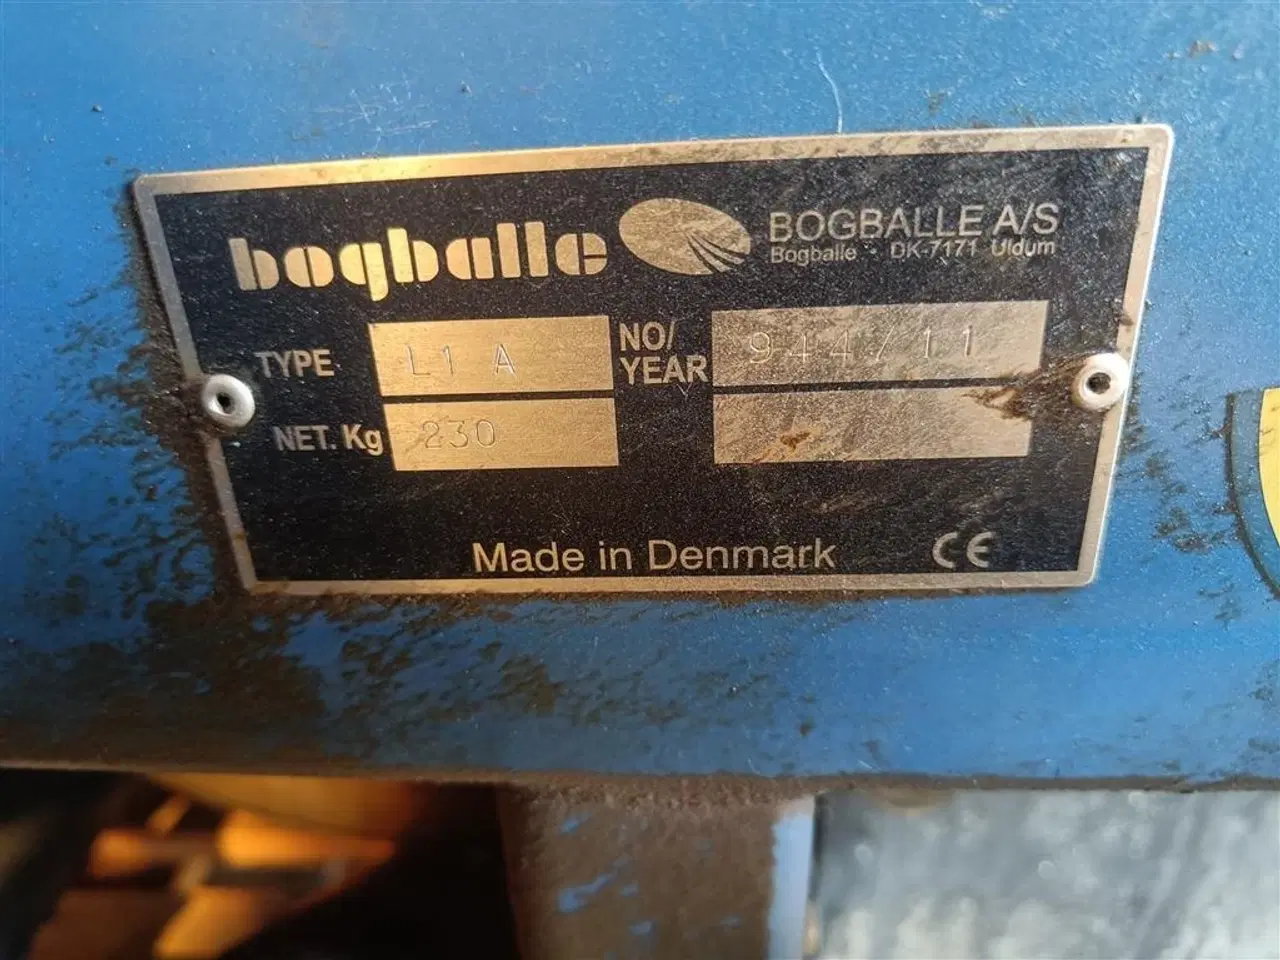 bogballe
BOGBALLE A/S
Bogballe - DK-7171 Uldum
TYPE L1 A
NO/YEAR 944/11
NET. Kg 230
Made in Denmark CE